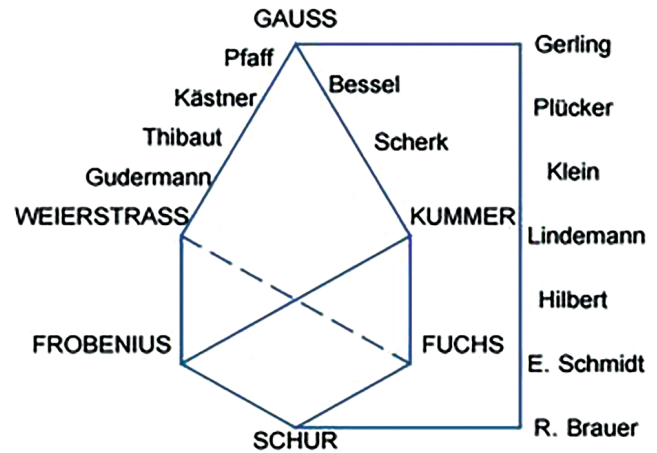 GAUSS
Pfaff
Kästner
Thibaut
Gudermann
WEIERSTRASS
Bessel
Scherk
KUMMER
FROBENIUS
FUCHS
SCHUR
Gerling
Plücker
Klein
Lindemann
Hilbert
E. Schmidt
R. Brauer